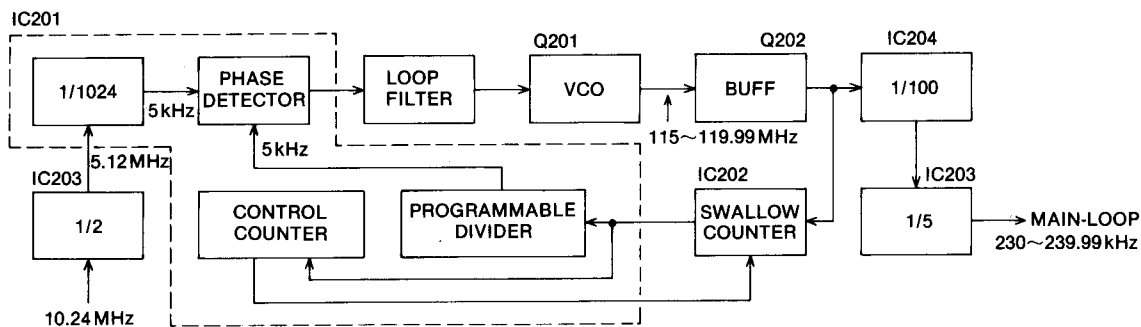 IC201
1/1024
5kHz
PHASE
DETECTOR
LOOP
FILTER
Q201
VCO
115～119.99MHz
Q202
BUFF
IC204
1/100
5.12MHz
IC203
1/2
10.24MHz
5kHz
CONTROL
COUNTER
PROGRAMMABLE
DIVIDER
IC202
SWALLOW
COUNTER
IC203
1/5
MAIN-LOOP
230～239.99kHz